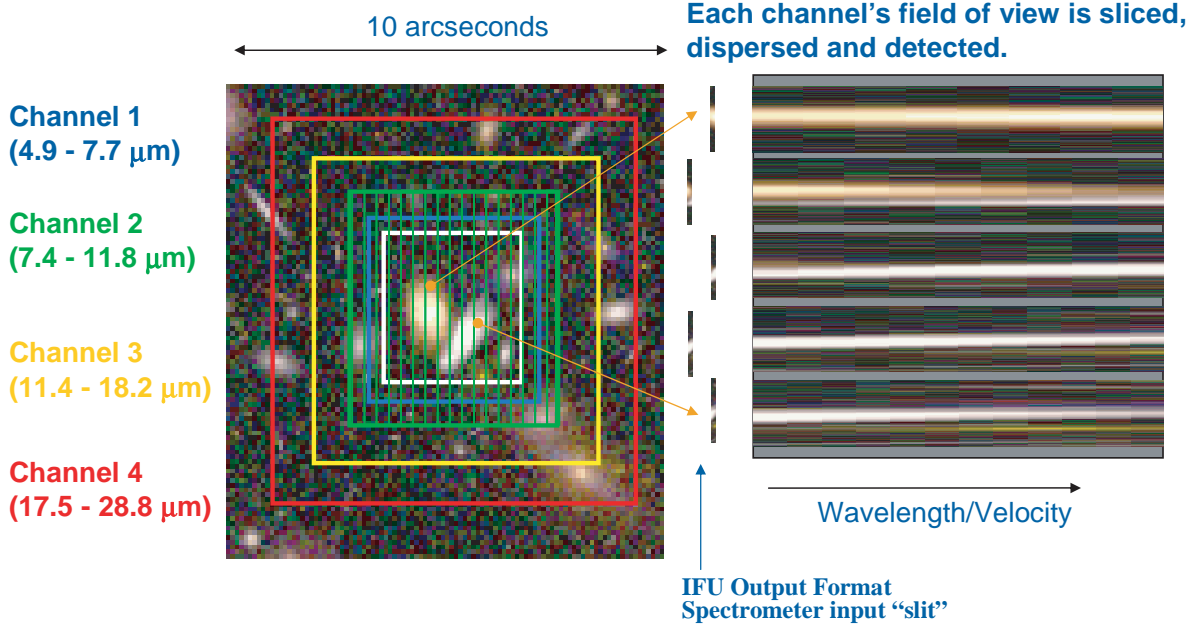 10 arcseconds
Each channel's field of view is sliced,
dispersed and detected.
Channel 1
(4.9 - 7.7 μm)
Channel 2
(7.4 - 11.8 μm)
Channel 3
(11.4 - 18.2 μm)
Channel 4
(17.5 - 28.8 μm)
Wavelength/Velocity
IFU Output Format
Spectrometer input “slit”